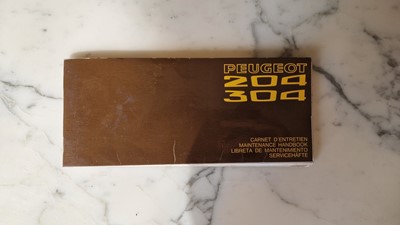 PEUGEOT
204
304
CARNET D'ENTRETIEN
MAINTENANCE HANDBOOK
LIBRETA DE MANTENIMIENTO
SERVICEHÄFTE